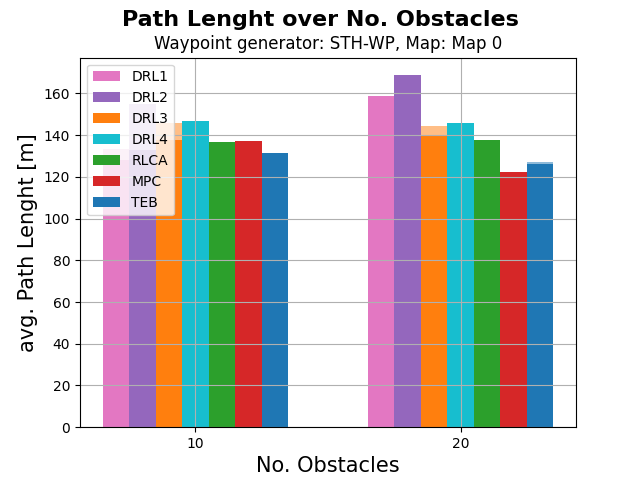 Path Lenght over No. Obstacles
Waypoint generator: STH-WP, Map: Map 0
avg. Path Lenght [m]
160
140
120
100
80
60
40
20
0
DRL1
DRL2
DRL3
DRL4
RLCA
MPC
TEB
10
20
No. Obstacles